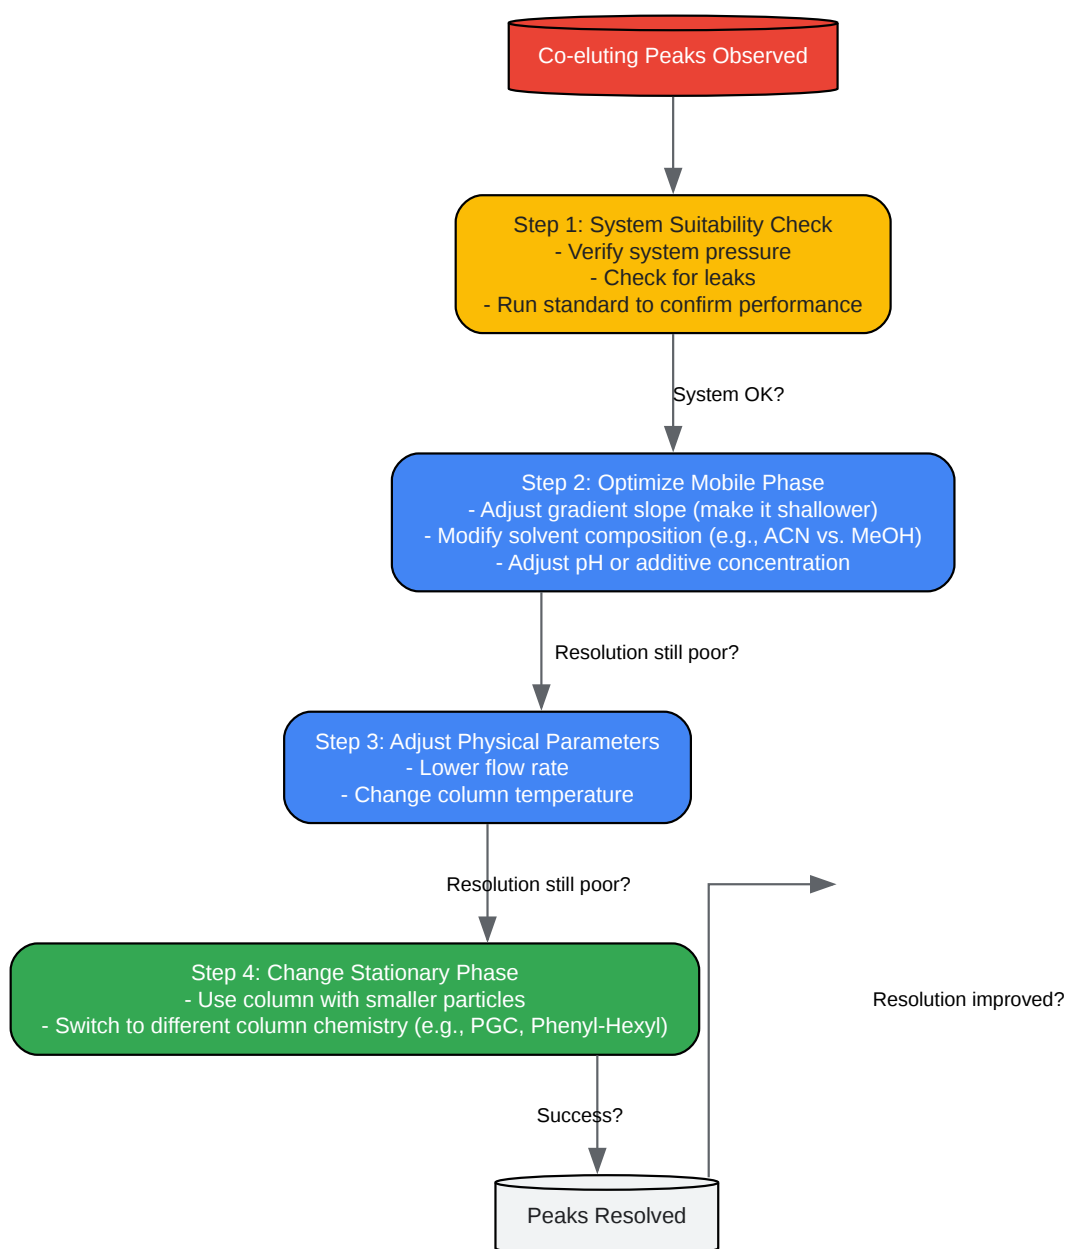 Co-eluting Peaks Observed
Step 1: System Suitability Check
- Verify system pressure
- Check for leaks
- Run standard to confirm performance
System OK?
Step 2: Optimize Mobile Phase
- Adjust gradient slope (make it shallower)
- Modify solvent composition (e.g., ACN vs. MeOH)
- Adjust pH or additive concentration
Resolution still poor?
Step 3: Adjust Physical Parameters
- Lower flow rate
- Change column temperature
Resolution still poor?
Step 4: Change Stationary Phase
- Use column with smaller particles
- Switch to different column chemistry (e.g., PGC, Phenyl-Hexyl)
Resolution improved?
Success?
Peaks Resolved